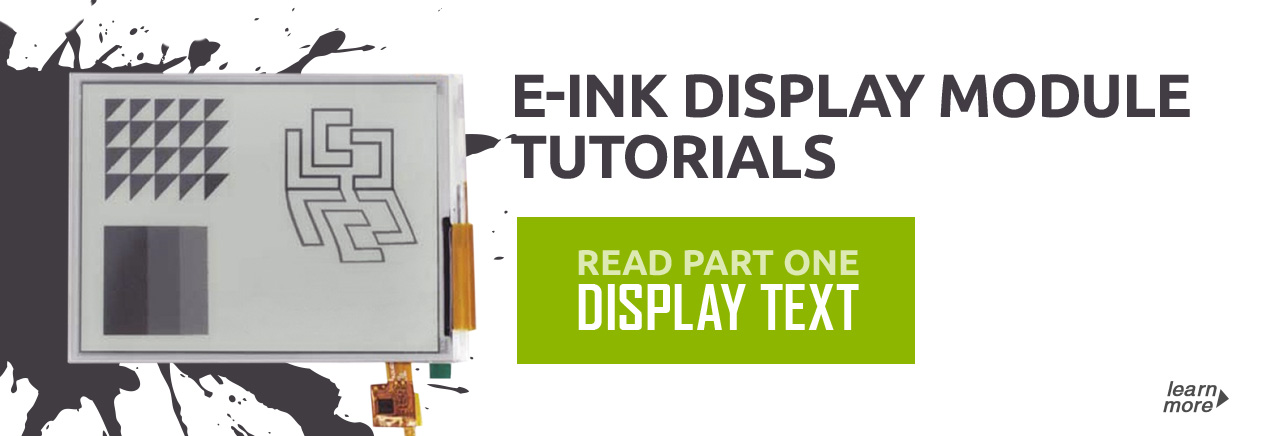 E-INK DISPLAY MODULE
TUTORIALS
READ PART ONE
DISPLAY TEXT
learn
more